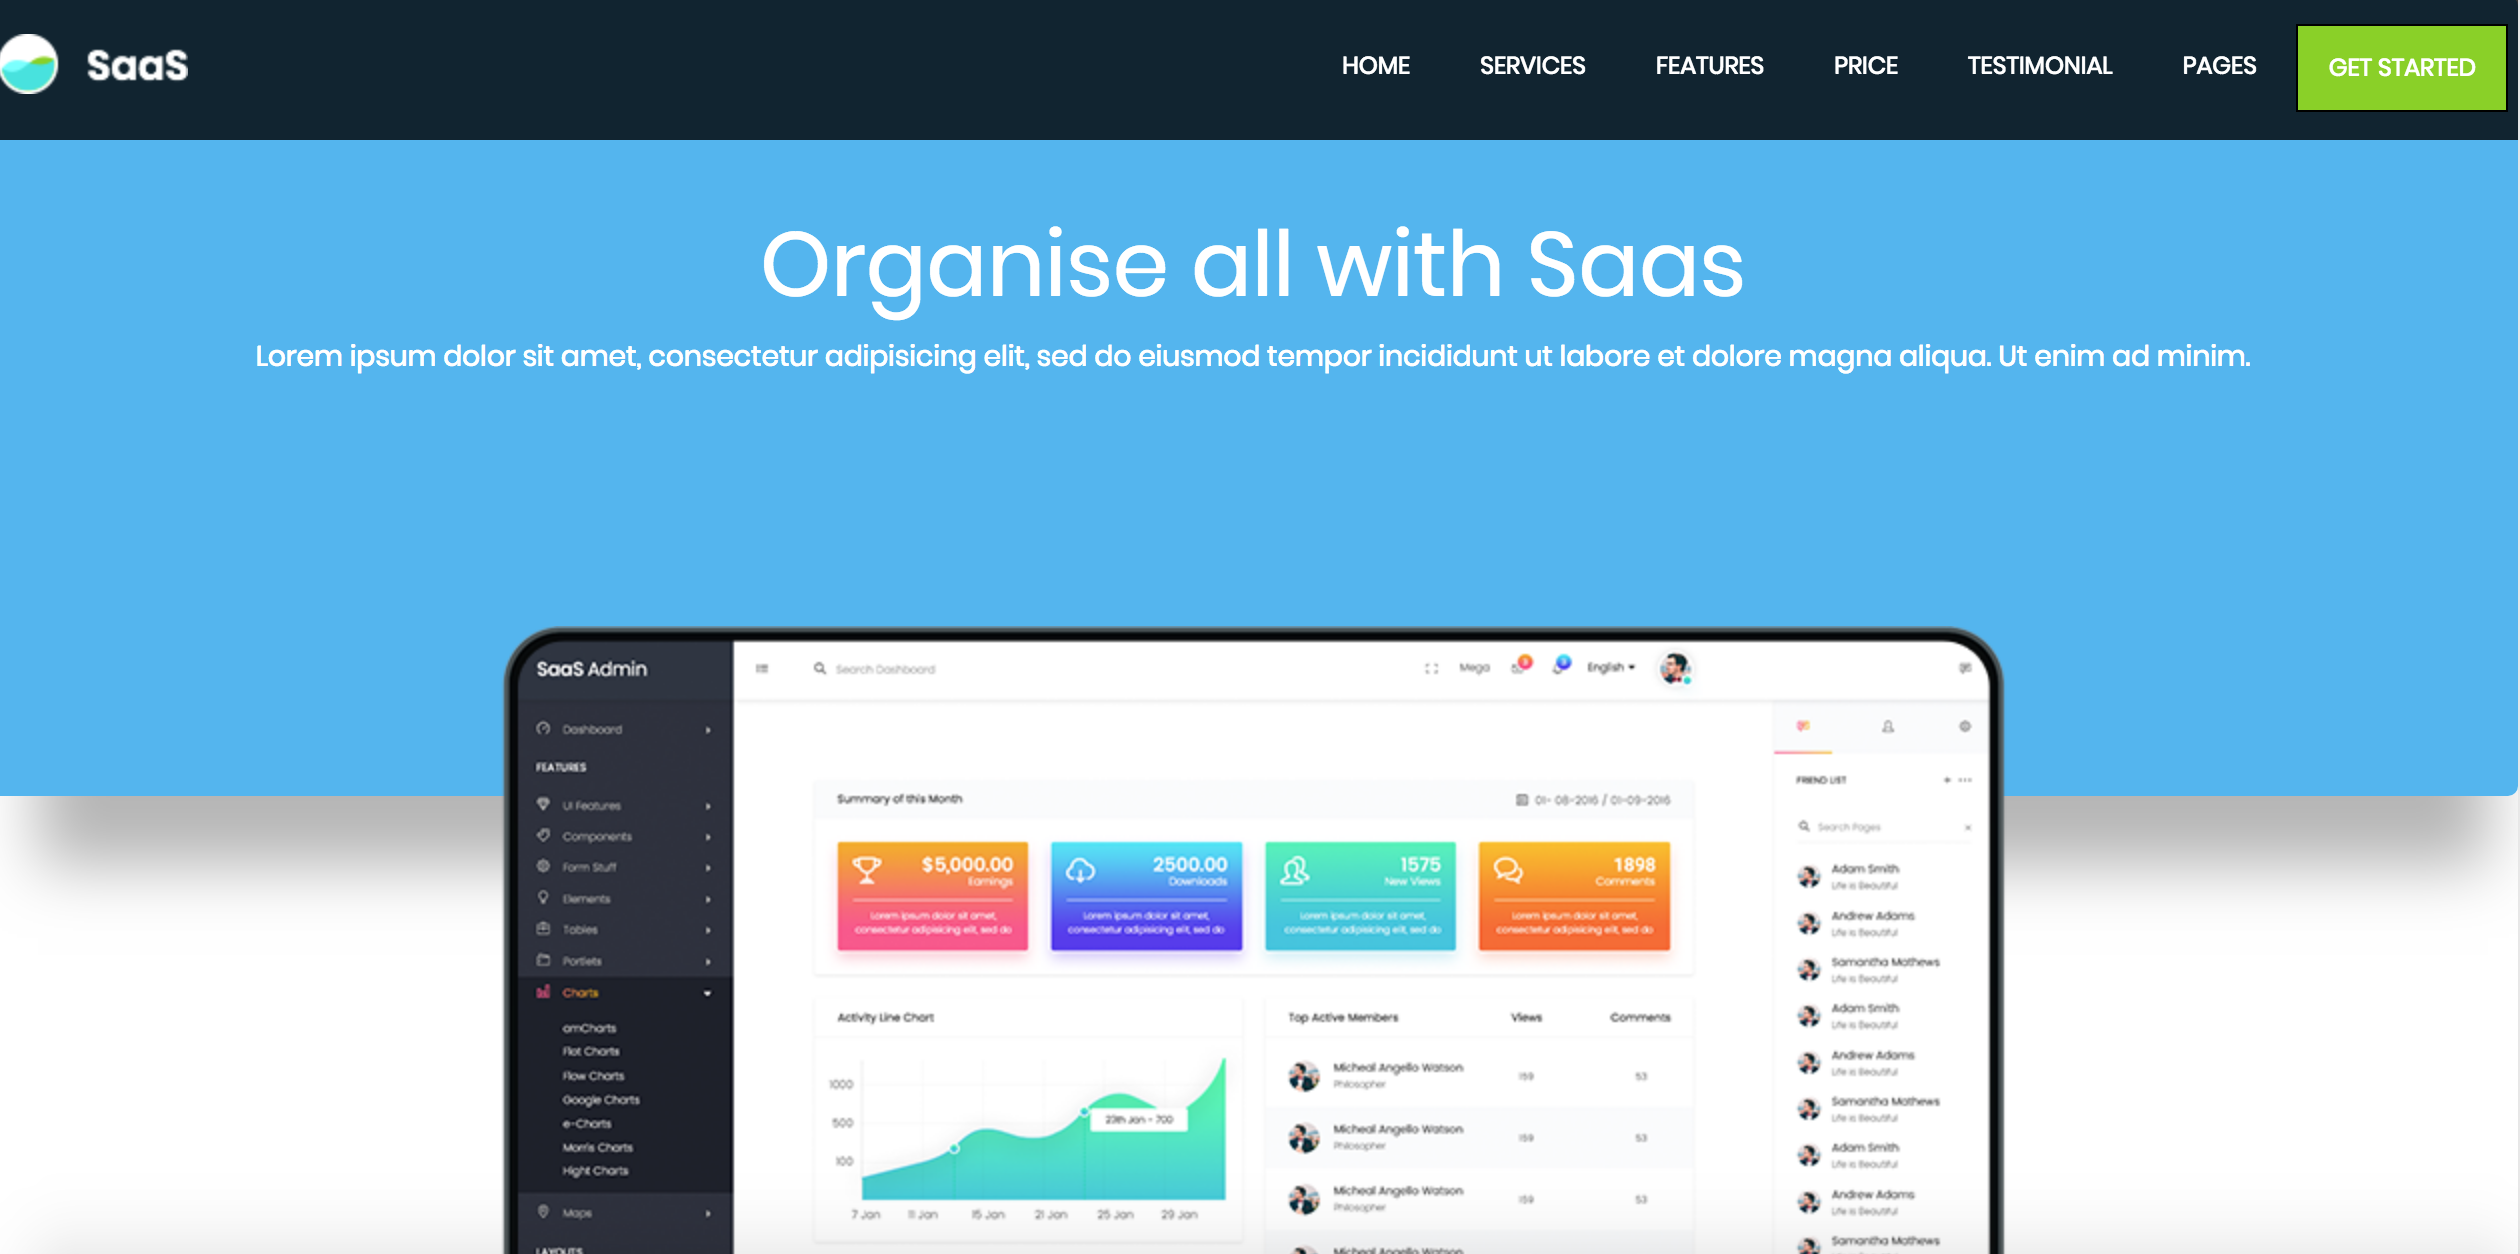 SaaS
HOME SERVICES FEATURES PRICE TESTIMONIAL PAGES GET STARTED
Organise all with Saas
Lorem ipsum dolor sit amet, consectetur adipisicing elit, sed do eiusmod tempor incididunt ut labore et dolore magna aliqua. Ut enim ad minim.
SaaS Admin
Search Dashboard
Mega
English
Dashboard
FEATURES
UI Features
Components
Form Stuff
Elements
Tables
Portlets
Charts
amCharts
Flot Charts
Flow Charts
Google Charts
e-Charts
Morris Charts
Hight Charts
Maps
LAYOUTS
Summary of this Month
01- 08-2016 / 01-09-2016
$5,000.00
Earnings
Lorem ipsum dolor sit amet,
consectetur adipisicing elit, sed do
2500.00
Downloads
Lorem ipsum dolor sit amet,
consectetur adipisicing elit, sed do
1575
New Views
Lorem ipsum dolor sit amet,
consectetur adipisicing elit, sed do
1898
Comments
Lorem ipsum dolor sit amet,
consectetur adipisicing elit, sed do
Activity Line Chart
1000
500
100
23th Jan - 700
7 Jan 11 Jan 15 Jan 21 Jan 25 Jan 29 Jan
Top Active Members Views Comments
Micheal Angello Watson 159 53
Philosopher
Micheal Angello Watson 159 53
Philosopher
Micheal Angello Watson 159 53
Philosopher
Micheal Angello Watson
FRIEND LIST
Search Pages
Adam Smith
Life is Beautiful
Andrew Adams
Life is Beautiful
Samantha Mathews
Life is Beautiful
Adam Smith
Life is Beautiful
Andrew Adams
Life is Beautiful
Samantha Mathews
Life is Beautiful
Adam Smith
Life is Beautiful
Andrew Adams
Life is Beautiful
Samantha Mathews